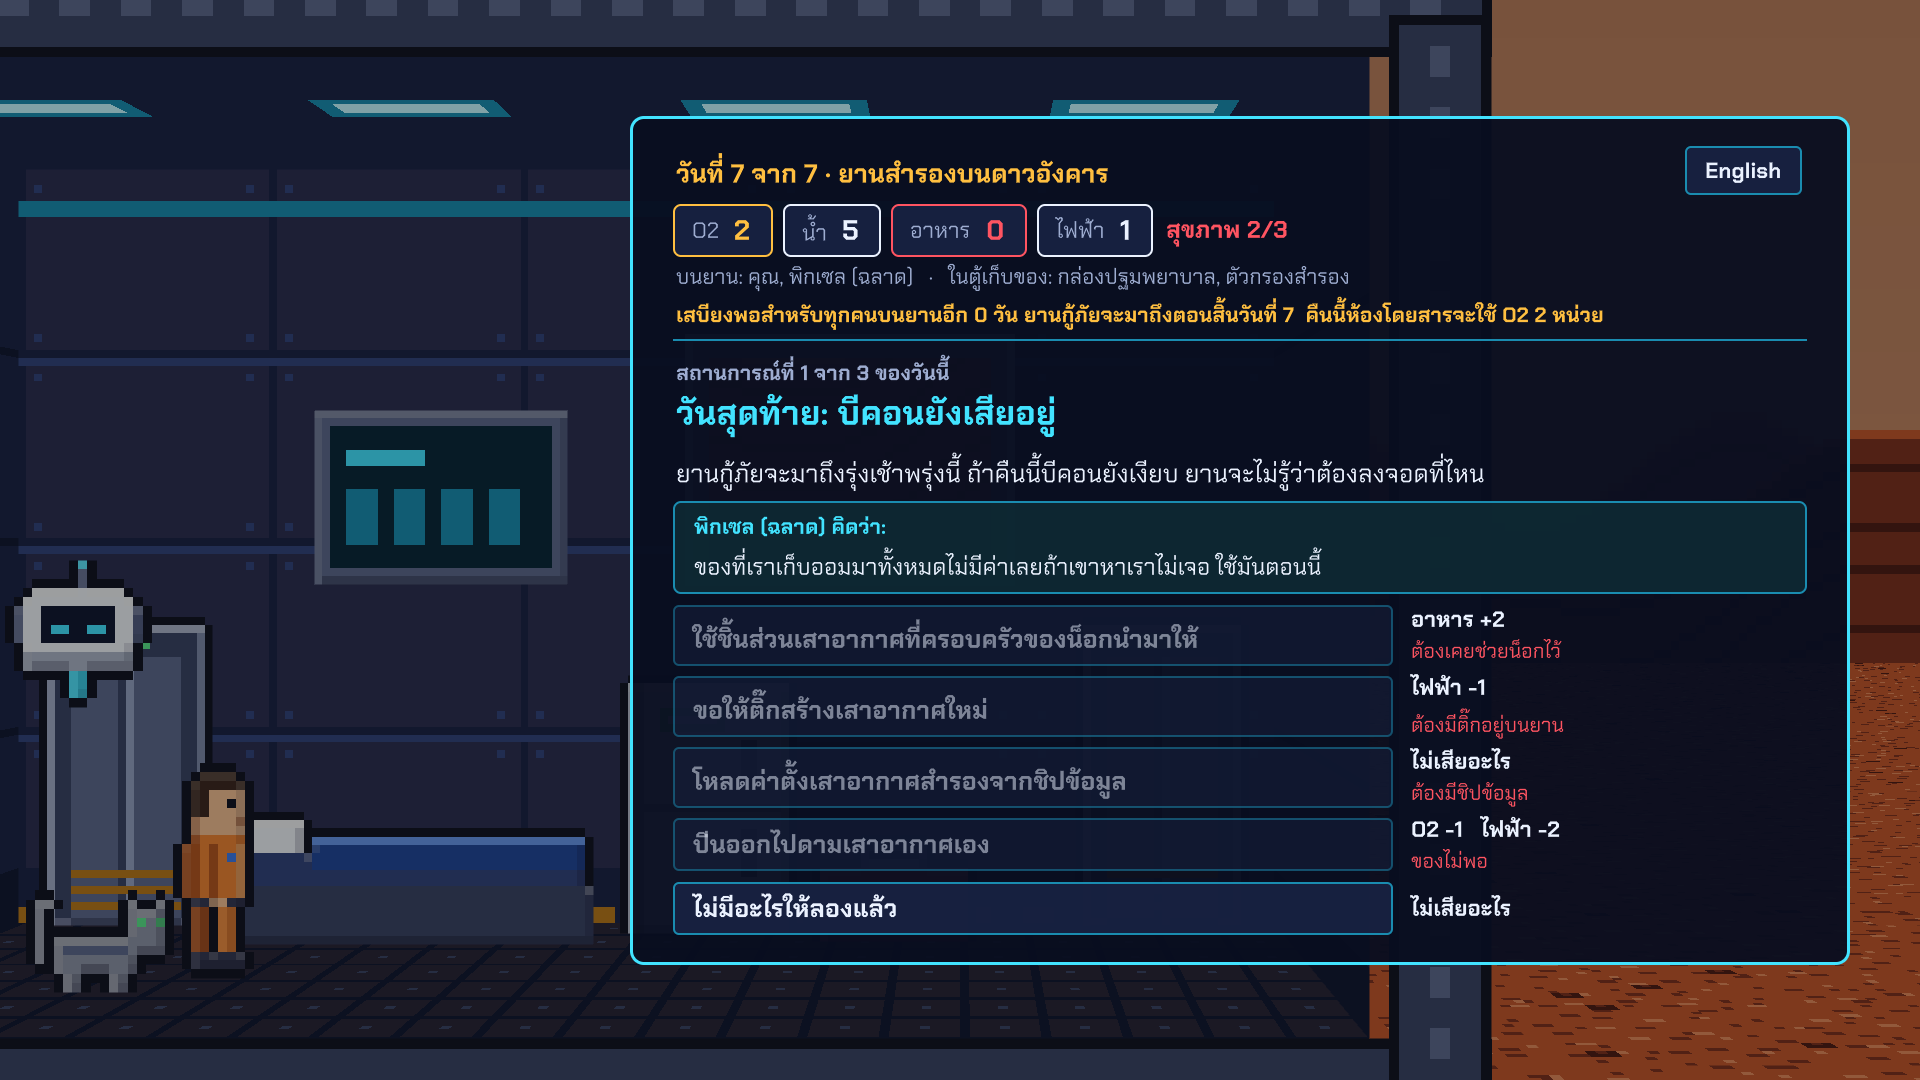 วันที่ 7 จาก 7 · ยานสำรองบนดาวอังคาร
English
O2 2 น้ำ 5 อาหาร 0 ไฟฟ้า 1 สุขภาพ 2/3
บนยาน: คุณ, พิกเซล (ฉลาด) · ในตู้เก็บของ: กล่องปฐมพยาบาล, ตัวกรองสำรอง
เสบียงพอสำหรับทุกคนบนยานอีก 0 วัน ยานกู้ภัยจะมาถึงตอนสิ้นวันที่ 7 คืนนี้ห้องโดยสารจะใช้ O2 2 หน่วย
สถานการณ์ที่ 1 จาก 3 ของวันนี้
วันสุดท้าย: บีคอนยังเสียอยู่
ยานกู้ภัยจะมาถึงรุ่งเช้าพรุ่งนี้ ถ้าคืนนี้บีคอนยังเงียบ ยานจะไม่รู้ว่าต้องลงจอดที่ไหน
พิกเซล (ฉลาด) คิดว่า:
ของที่เราเก็บออมมาทั้งหมดไม่มีค่าเลยถ้าเขาหาเราไม่เจอ ใช้มันตอนนี้
ใช้ชิ้นส่วนเสาอากาศที่ครอบครัวของน็อกนำมาให้
อาหาร +2
ต้องเคยช่วยน็อกไว้
ขอให้ติ๊กสร้างเสาอากาศใหม่
ไฟฟ้า -1
ต้องมีติ๊กอยู่บนยาน
โหลดค่าตั้งเสาอากาศสำรองจากชิปข้อมูล
ไม่เสียอะไร
ต้องมีชิปข้อมูล
ปีนออกไปดามเสาอากาศเอง
O2 -1 ไฟฟ้า -2
ของไม่พอ
ไม่มีอะไรให้ลองแล้ว
ไม่เสียอะไร